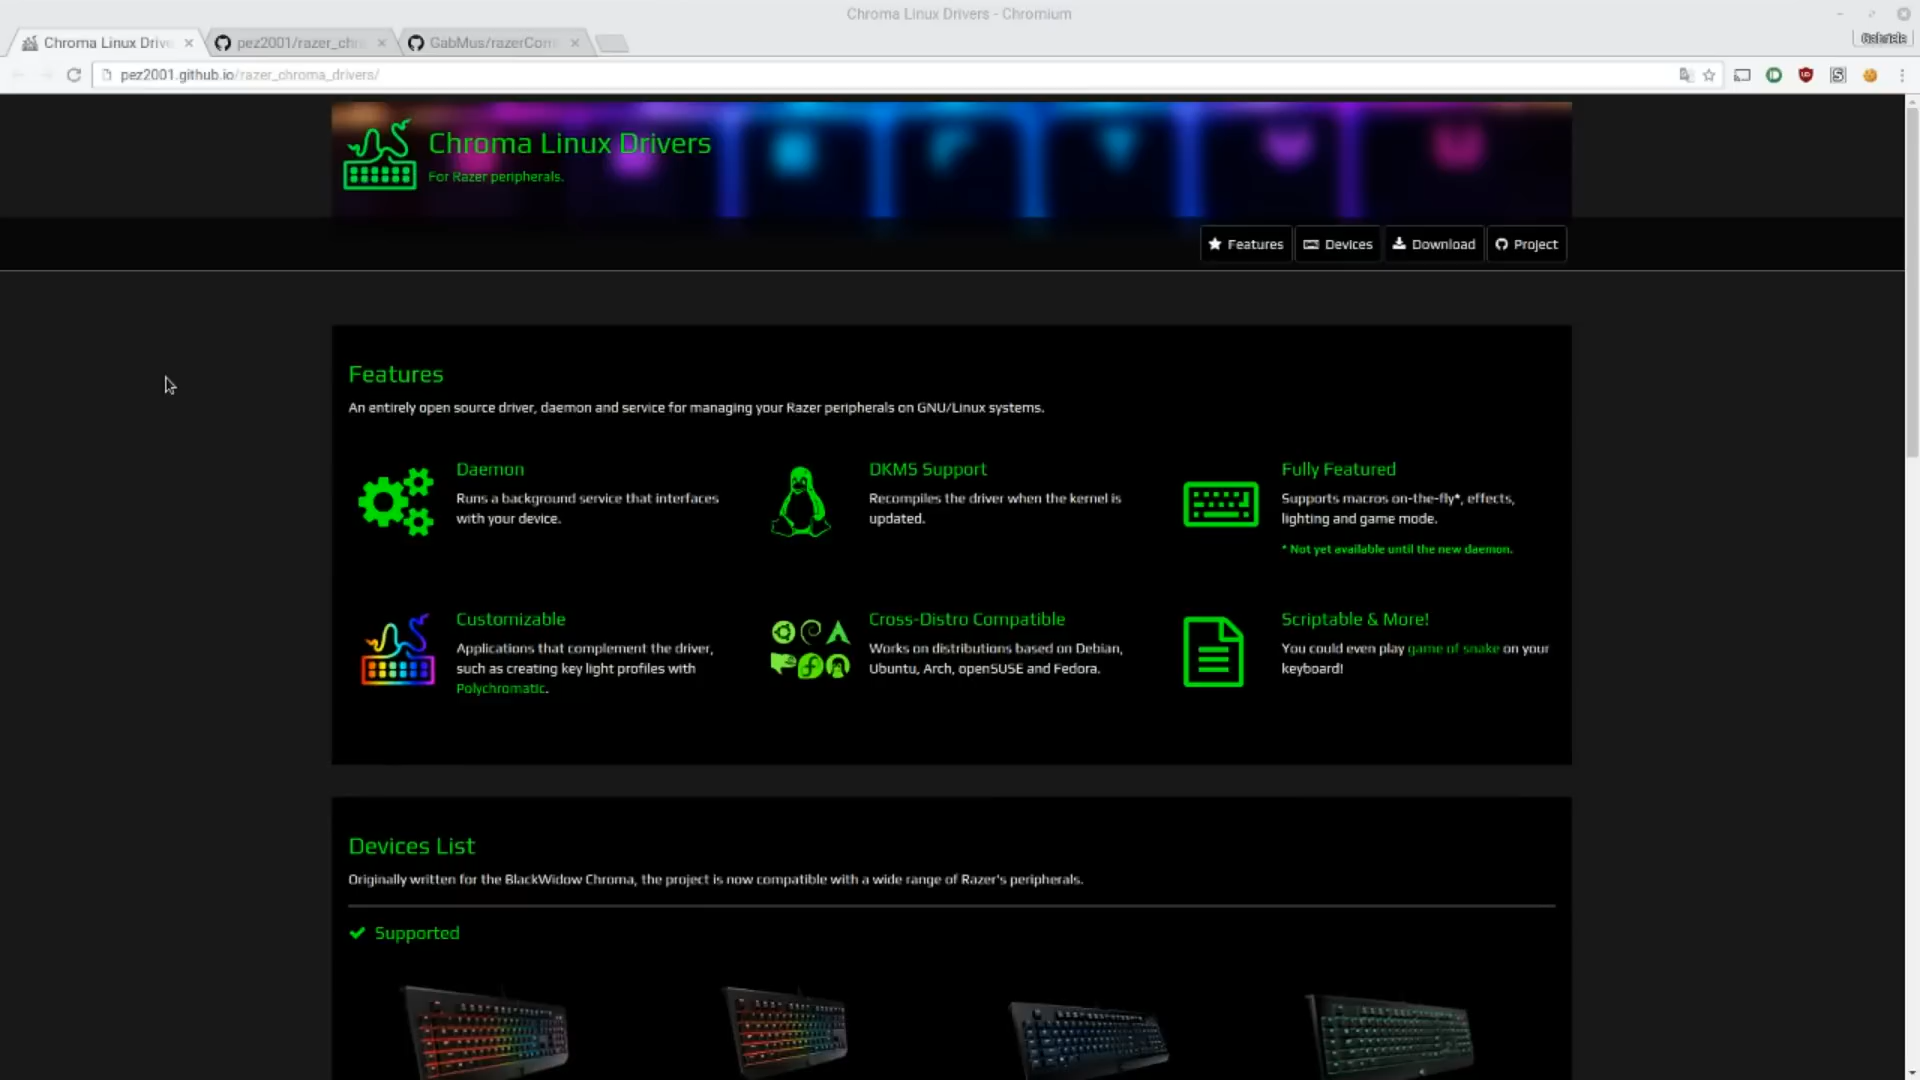 Chroma Linux Drivers - Chromium
Chroma Linux Drive
pez2001/razer_chr
GabMus/razerCom
Gabriele
pez2001.github.io/razer_chroma_drivers/
Chroma Linux Drivers
For Razer peripherals.
Features
Devices
Download
Project
Features
An entirely open source driver, daemon and service for managing your Razer peripherals on GNU/Linux systems.
Daemon
Runs a background service that interfaces
with your device.
DKMS Support
Recompiles the driver when the kernel is
updated.
Fully Featured
Supports macros on-the-fly*, effects,
lighting and game mode.
* Not yet available until the new daemon.
Customizable
Applications that complement the driver,
such as creating key light profiles with
Polychromatic.
Cross-Distro Compatible
Works on distributions based on Debian,
Ubuntu, Arch, openSUSE and Fedora.
Scriptable & More!
You could even play game of snake on your
keyboard!
Devices List
Originally written for the BlackWidow Chroma, the project is now compatible with a wide range of Razer's peripherals.
Supported